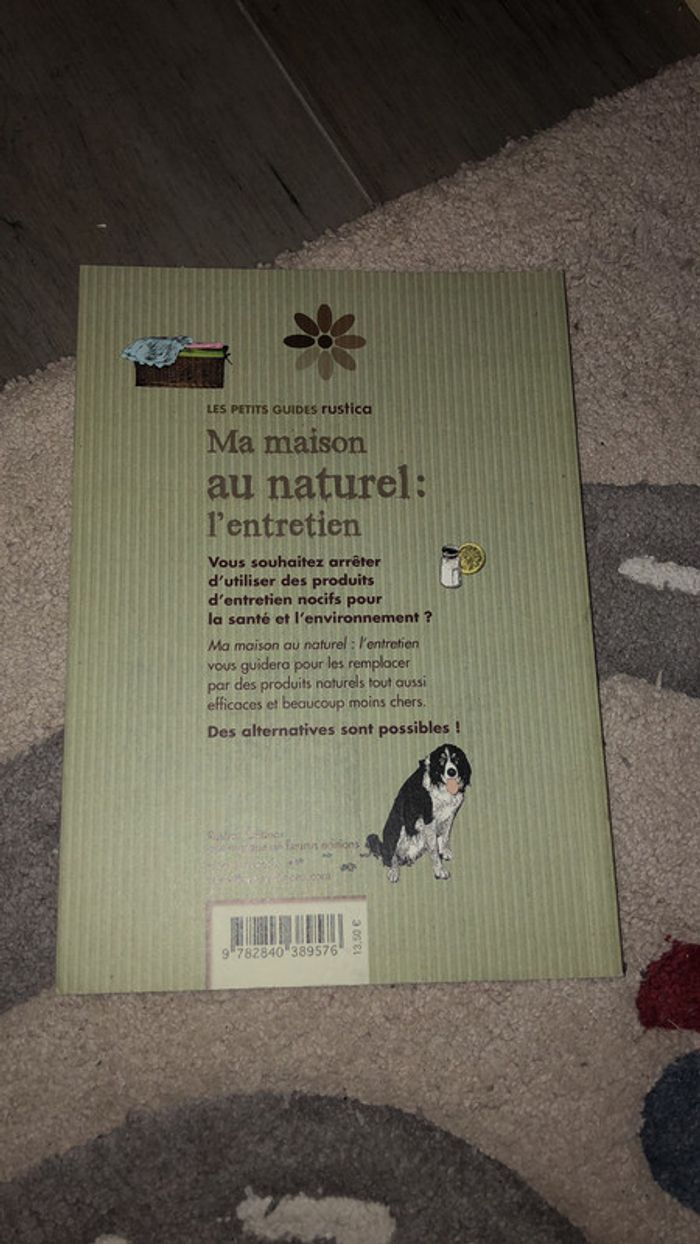 LES PETITS GUIDES rustica
Ma maison
au naturel :
l'entretien
Vous souhaitez arrêter
d'utiliser des produits
d'entretien nocifs pour
la santé et l'environnement ?
Ma maison au naturel : l'entretien
vous guidera pour les remplacer
par des produits naturels tout aussi
efficaces et beaucoup moins chers.
Des alternatives sont possibles !
éditions
9 782840 389576
13,50 €